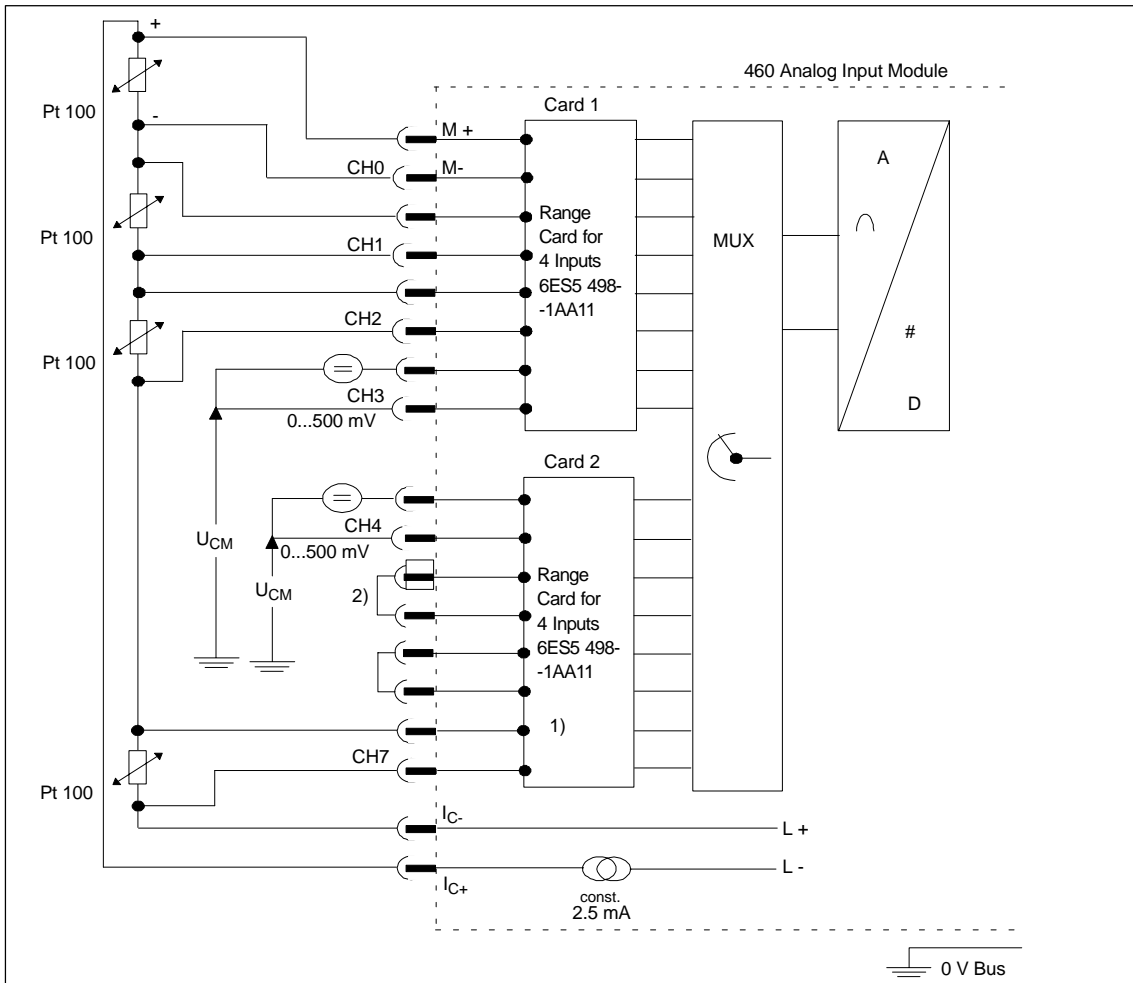 +
460 Analog Input Module
Card 1
Pt 100
-
M +
A
CH0
M-
Range
Card for
4 Inputs
6ES5 498-
-1AA11
Pt 100
CH1
MUX
CH2
#
Pt 100
=
CH3
0...500 mV
D
Card 2
=
CH4
UCM
0...500 mV
UCM
2)
Range
Card for
4 Inputs
6ES5 498-
-1AA11
1)
CH7
Pt 100
IC-
L +
IC+
L -
const.
2.5 mA
0 V Bus